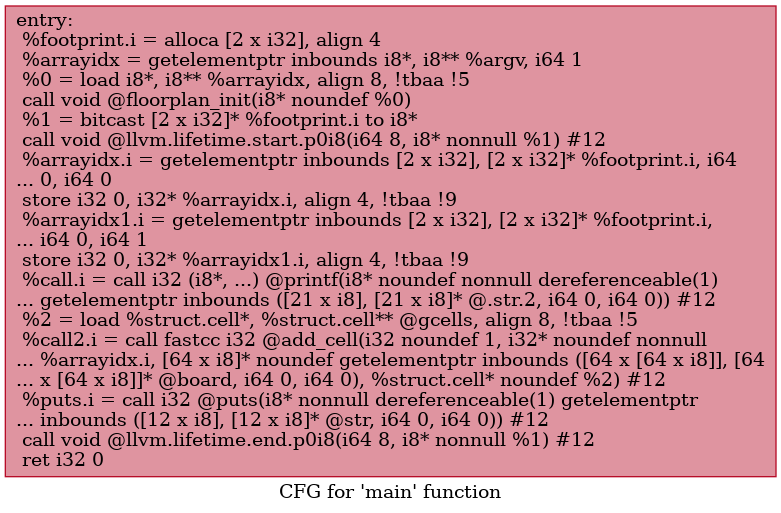 entry:
%footprint.i = alloca [2 x i32], align 4
%arrayidx = getelementptr inbounds i8*, i8** %argv, i64 1
%0 = load i8*, i8** %arrayidx, align 8, !tbaa !5
call void @floorplan_init(i8* noundef %0)
%1 = bitcast [2 x i32]* %footprint.i to i8*
call void @llvm.lifetime.start.p0i8(i64 8, i8* nonnull %1) #12
%arrayidx.i = getelementptr inbounds [2 x i32], [2 x i32]* %footprint.i, i64
... 0, i64 0
store i32 0, i32* %arrayidx.i, align 4, !tbaa !9
%arrayidx1.i = getelementptr inbounds [2 x i32], [2 x i32]* %footprint.i,
... i64 0, i64 1
store i32 0, i32* %arrayidx1.i, align 4, !tbaa !9
%call.i = call i32 (i8*, ...) @printf(i8* noundef nonnull dereferenceable(1)
... getelementptr inbounds ([21 x i8], [21 x i8]* @.str.2, i64 0, i64 0)) #12
%2 = load %struct.cell*, %struct.cell** @gcells, align 8, !tbaa !5
%call2.i = call fastcc i32 @add_cell(i32 noundef 1, i32* noundef nonnull
... %arrayidx.i, [64 x i8]* noundef getelementptr inbounds ([64 x [64 x i8]], [64
... x [64 x i8]]* @board, i64 0, i64 0), %struct.cell* noundef %2) #12
%puts.i = call i32 @puts(i8* nonnull dereferenceable(1) getelementptr
... inbounds ([12 x i8], [12 x i8]* @str, i64 0, i64 0)) #12
call void @llvm.lifetime.end.p0i8(i64 8, i8* nonnull %1) #12
ret i32 0
CFG for 'main' function